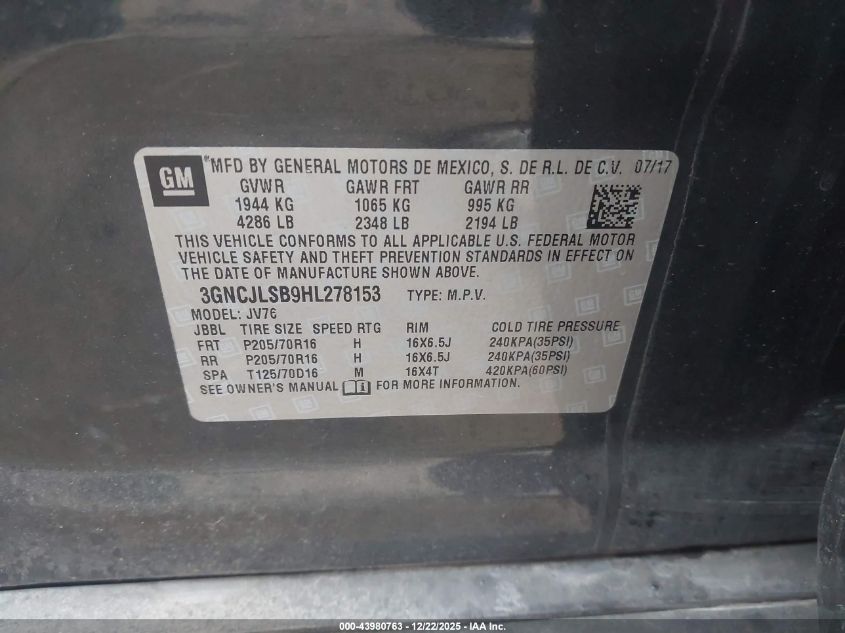 GM
*MFD BY GENERAL MOTORS DE MEXICO, S. DE R.L. DE C.V. 07/17
GVWR GAWR FRT GAWR RR
1944 KG 1065 KG 995 KG
4286 LB 2348 LB 2194 LB
THIS VEHICLE CONFORMS TO ALL APPLICABLE U.S. FEDERAL MOTOR
VEHICLE SAFETY AND THEFT PREVENTION STANDARDS IN EFFECT ON
THE DATE OF MANUFACTURE SHOWN ABOVE.
3GNCJLSB9HL278153 TYPE: M.P.V.
MODEL: JV76
JBBL TIRE SIZE SPEED RTG RIM COLD TIRE PRESSURE
FRT P205/70R16 H 16X6.5J 240KPA(35PSI)
RR P205/70R16 H 16X6.5J 240KPA(35PSI)
SPA T125/70D16 M 16X4T 420KPA(60PSI)
SEE OWNER'S MANUAL FOR MORE INFORMATION.
000-43980763 - 12/22/2025 - IAA Inc.